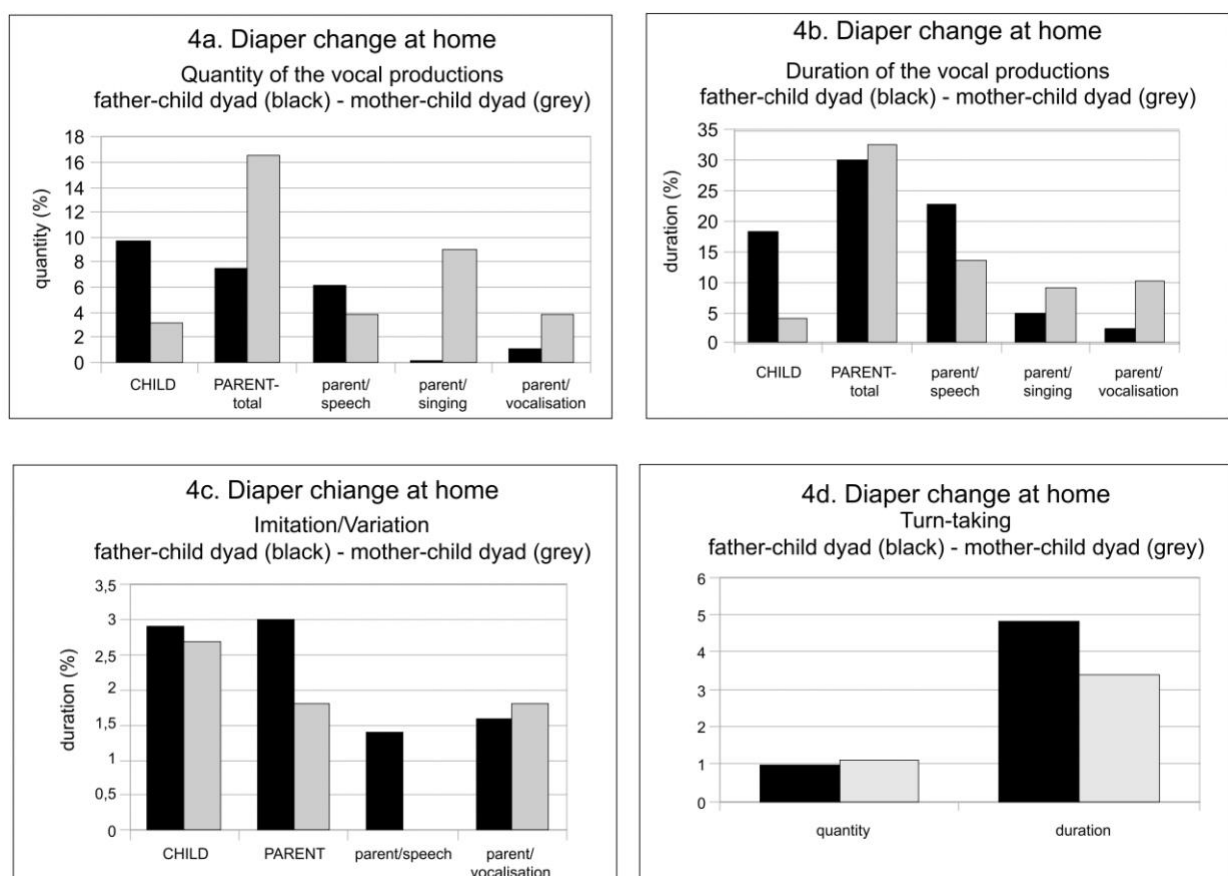 4a. Diaper change at home
Quantity of the vocal productions
father-child dyad (black) - mother-child dyad (grey)
18
16
14
12
10
8
6
4
2
0
quantity (%)
CHILD
PARENT-
total
parent/
speech
parent/
singing
parent/
vocalisation
4b. Diaper change at home
Duration of the vocal productions
father-child dyad (black) - mother-child dyad (grey)
35
30
25
20
15
10
5
0
duration (%)
CHILD
PARENT-
total
parent/
speech
parent/
singing
parent/
vocalisation
4c. Diaper chiange at home
Imitation/Variation
father-child dyad (black) - mother-child dyad (grey)
3,5
3
2,5
2
1,5
1
0,5
0
duration (%)
CHILD
PARENT
parent/speech
parent/
vocalisation
4d. Diaper change at home
Turn-taking
father-child dyad (black) - mother-child dyad (grey)
6
5
4
3
2
1
0
quantity
duration